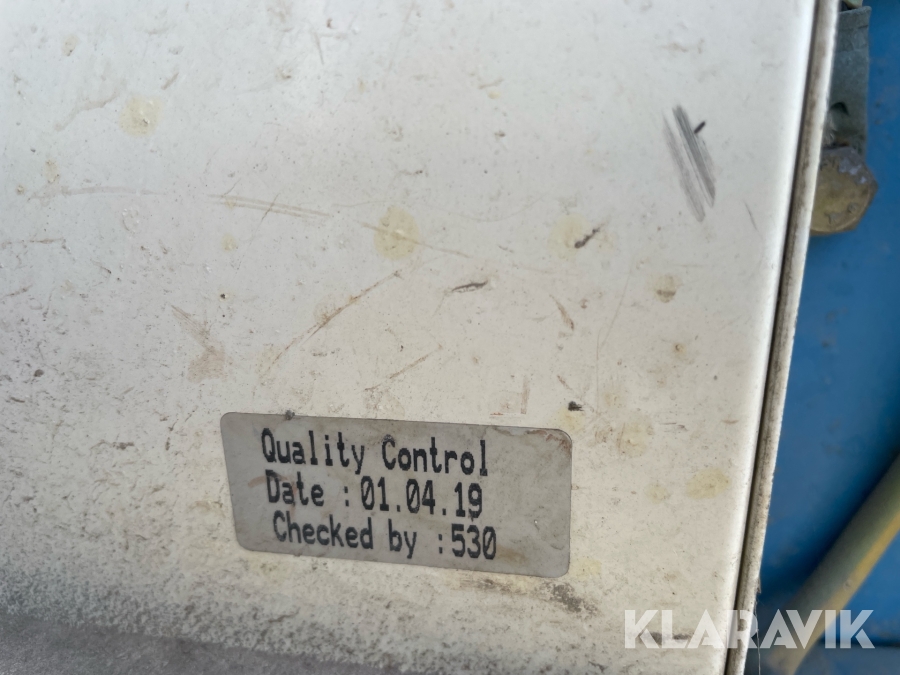 Quality Control
Date : 01.04.19
Checked by : 530
KLARAVIK